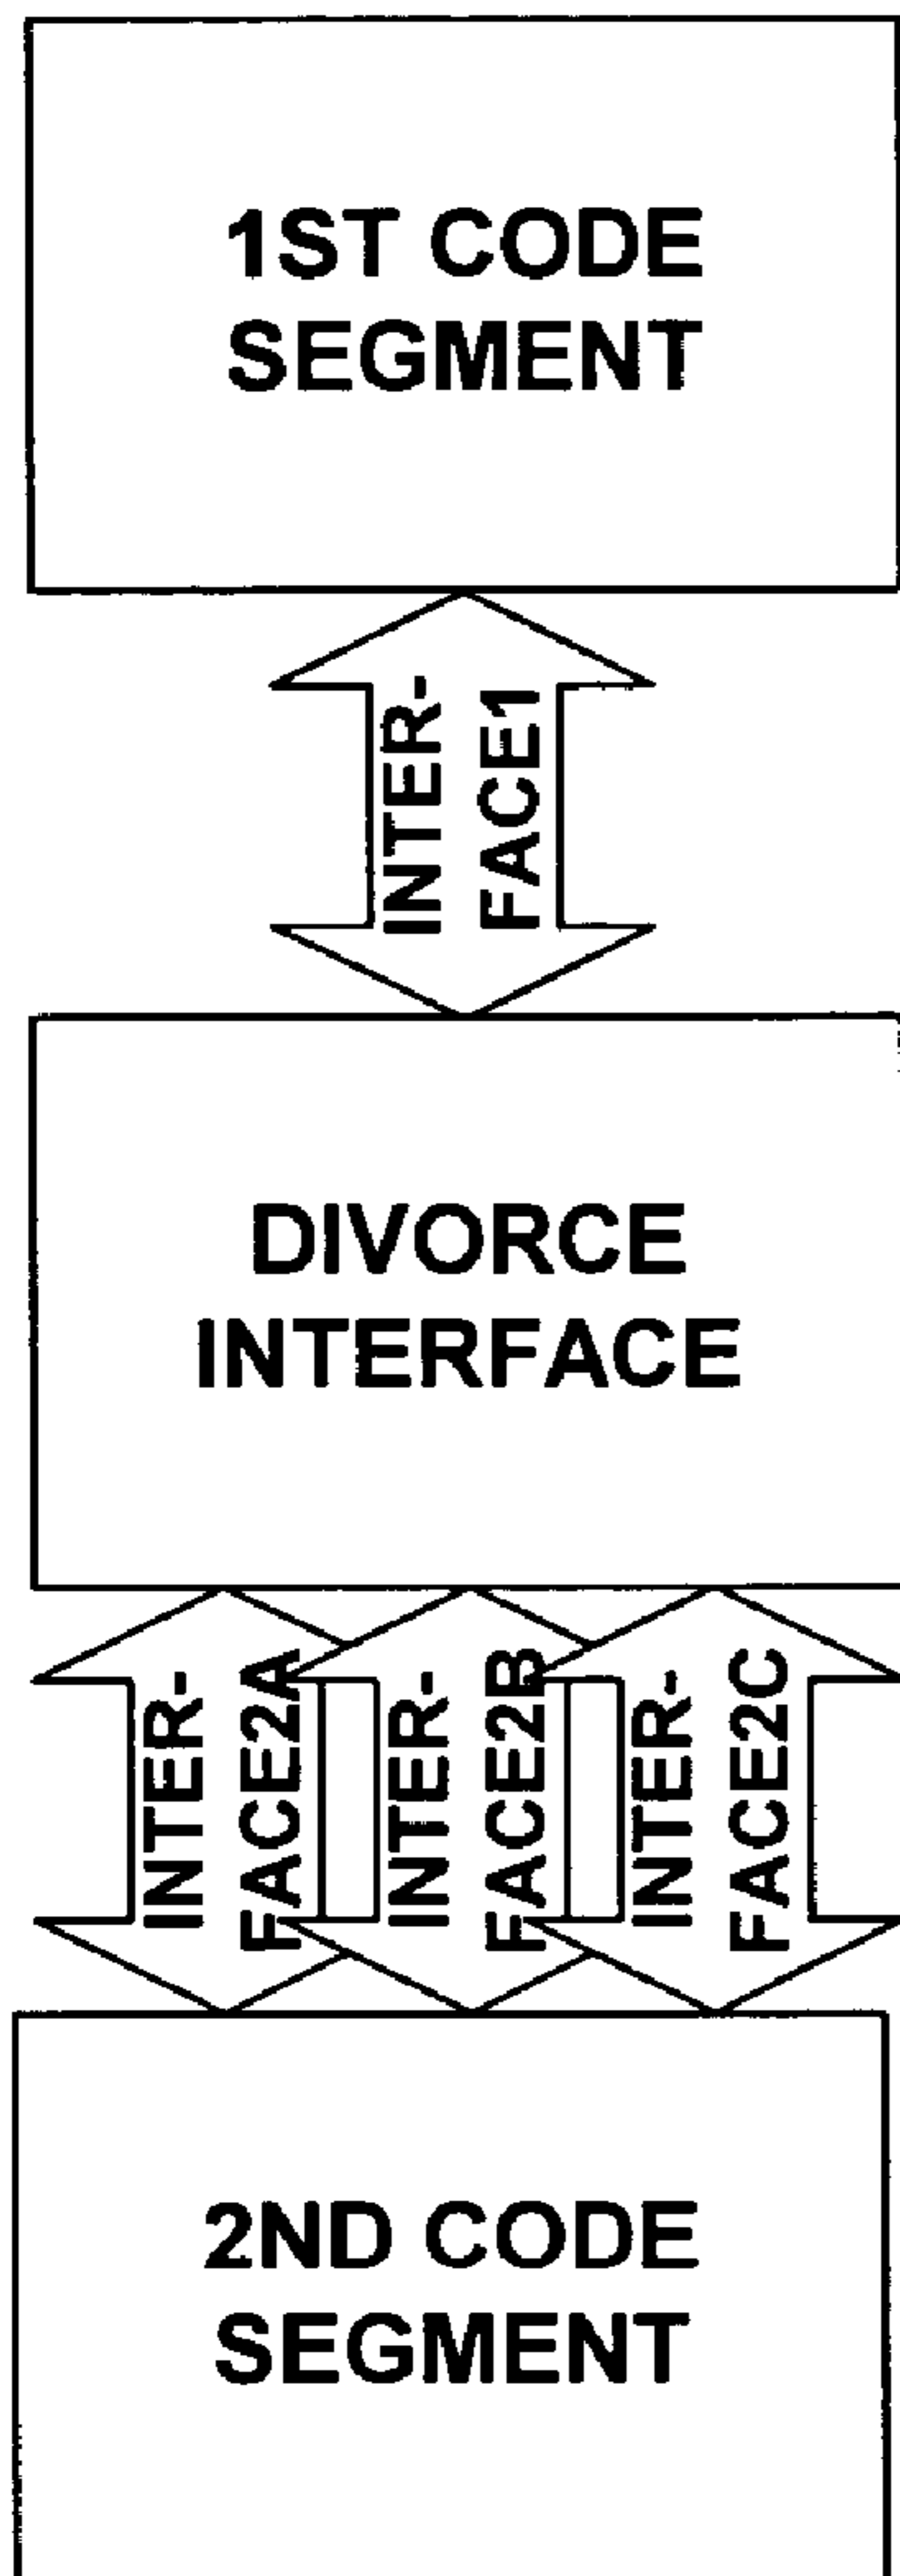 1ST CODE
SEGMENT
INTER-
FACE1
DIVORCE
INTERFACE
INTER-
FACE2A
INTER-
FACE2B
INTER-
FACE2C
2ND CODE
SEGMENT